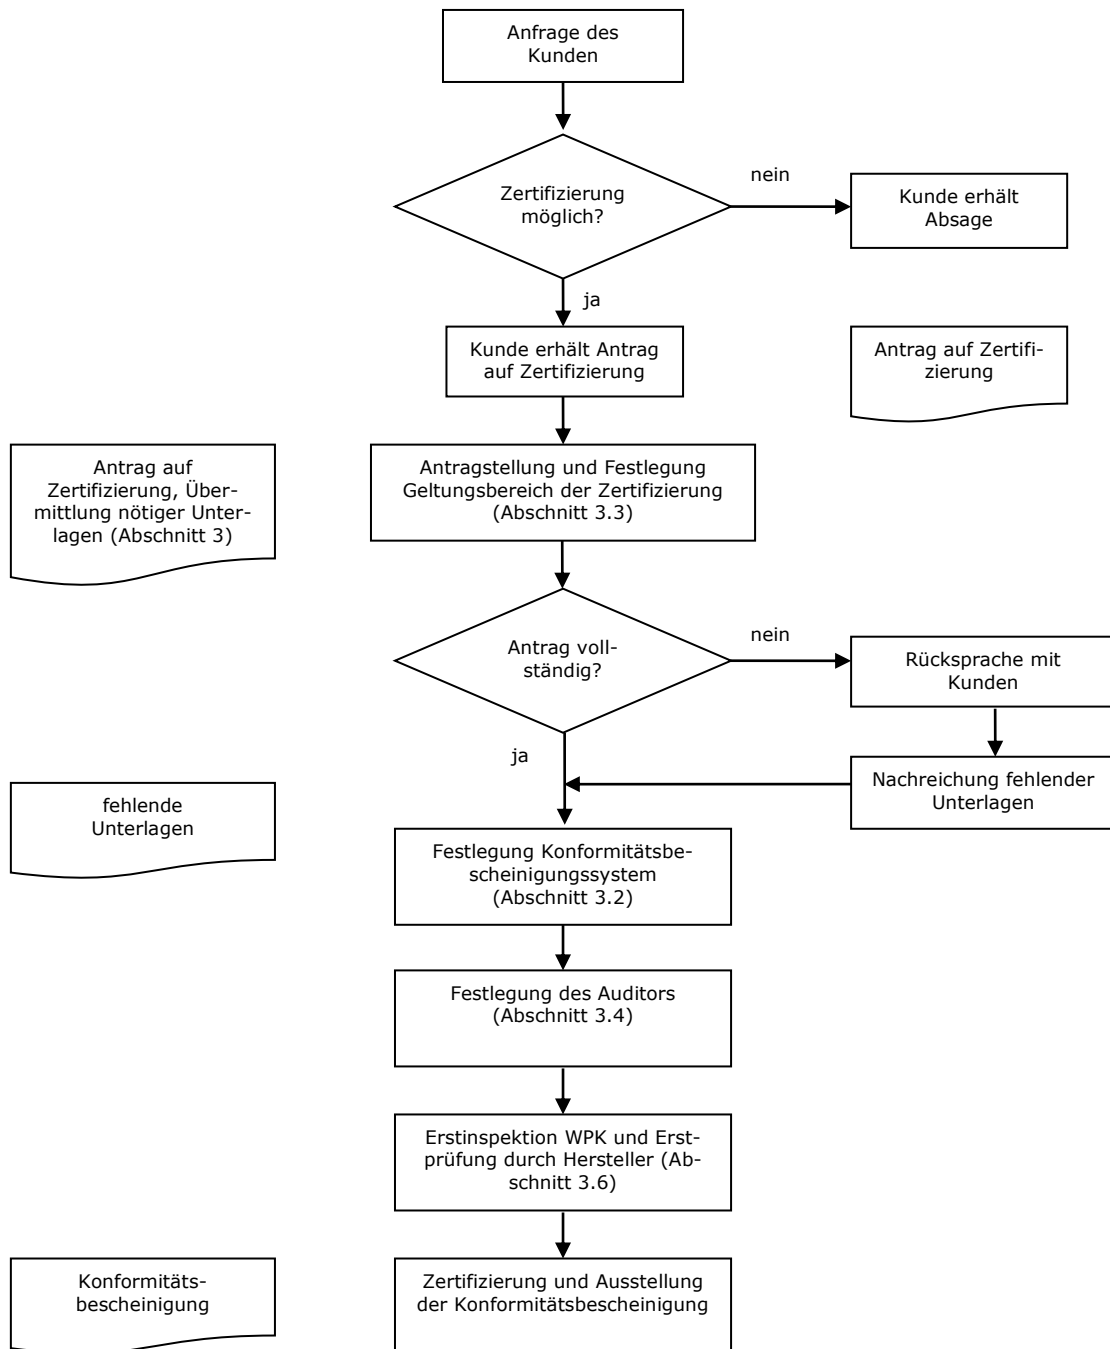 Anfrage des
Kunden
Zertifizierung
möglich?
nein
Kunde erhält
Absage
ja
Kunde erhält Antrag
auf Zertifizierung
Antrag auf Zertifi-
zierung
Antrag auf
Zertifizierung, Über-
mittlung nötiger Unter-
lagen (Abschnitt 3)
Antragstellung und Festlegung
Geltungsbereich der Zertifizierung
(Abschnitt 3.3)
Antrag voll-
ständig?
nein
Rücksprache mit
Kunden
ja
Nachreichung fehlender
Unterlagen
fehlende
Unterlagen
Festlegung Konformitätsbe-
scheinigungssystem
(Abschnitt 3.2)
Festlegung des Auditors
(Abschnitt 3.4)
Erstinspektion WPK und Erst-
prüfung durch Hersteller (Ab-
schnitt 3.6)
Konformitäts-
bescheinigung
Zertifizierung und Ausstellung
der Konformitätsbescheinigung